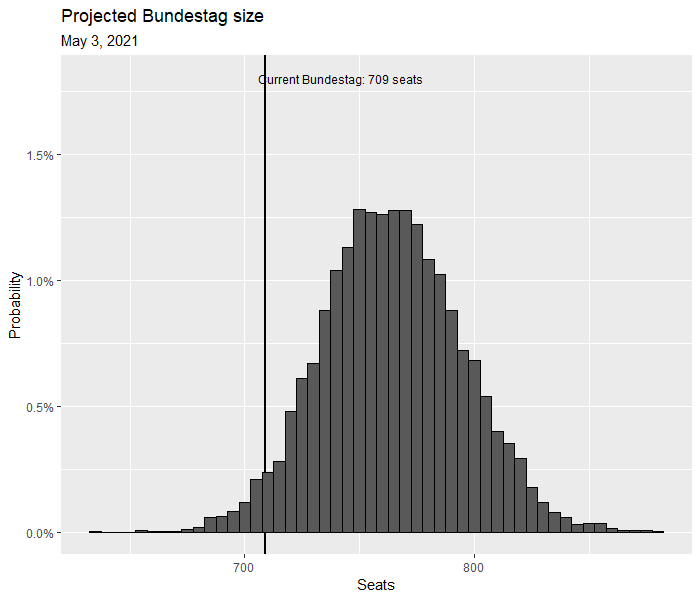 Projected Bundestag size
May 3, 2021
Current Bundestag: 709 seats
1.5%
1.0%
0.5%
0.0%
Probability
700
800
Seats